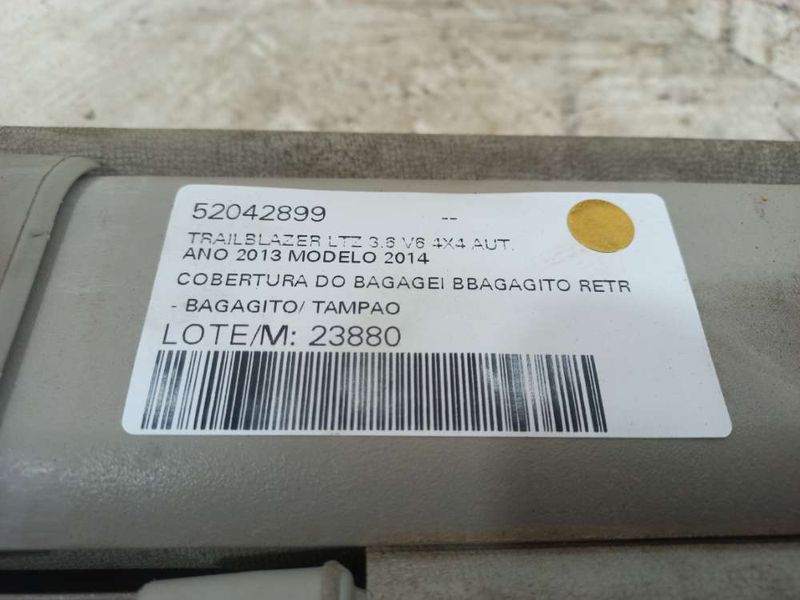 52042899 --
TRAILBLAZER LTZ 3.6 V6 4X4 AUT.
ANO 2013 MODELO 2014
COBERTURA DO BAGAGEI BBAGAGITO RETR
- BAGAGITO/ TAMPAO
LOTE/M: 23880